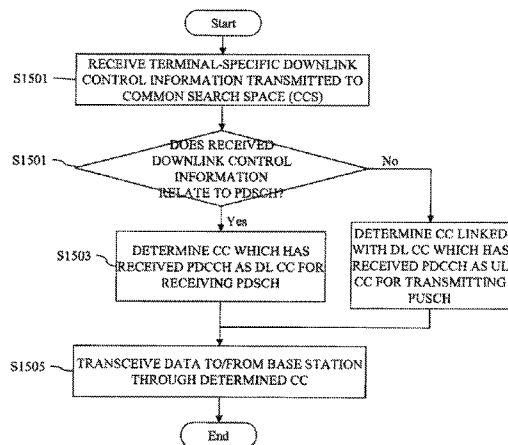 Start
S1501
RECEIVE TERMINAL-SPECIFIC DOWNLINK
CONTROL INFORMATION TRANSMITTED TO
COMMON SEARCH SPACE (CCS)
S1501
DOES RECEIVED
DOWNLINK CONTROL
INFORMATION
RELATE TO PDSCH?
No
Yes
S1503
DETERMINE CC WHICH HAS
RECEIVED PDCCH AS DL CC FOR
RECEIVING PDSCH
DETERMINE CC LINKED
WITH DL CC WHICH HAS
RECEIVED PDCCH AS UL
CC FOR TRANSMITTING
PUSCH
S1505
TRANSCEIVE DATA TO/FROM BASE STATION
THROUGH DETERMINED CC
End